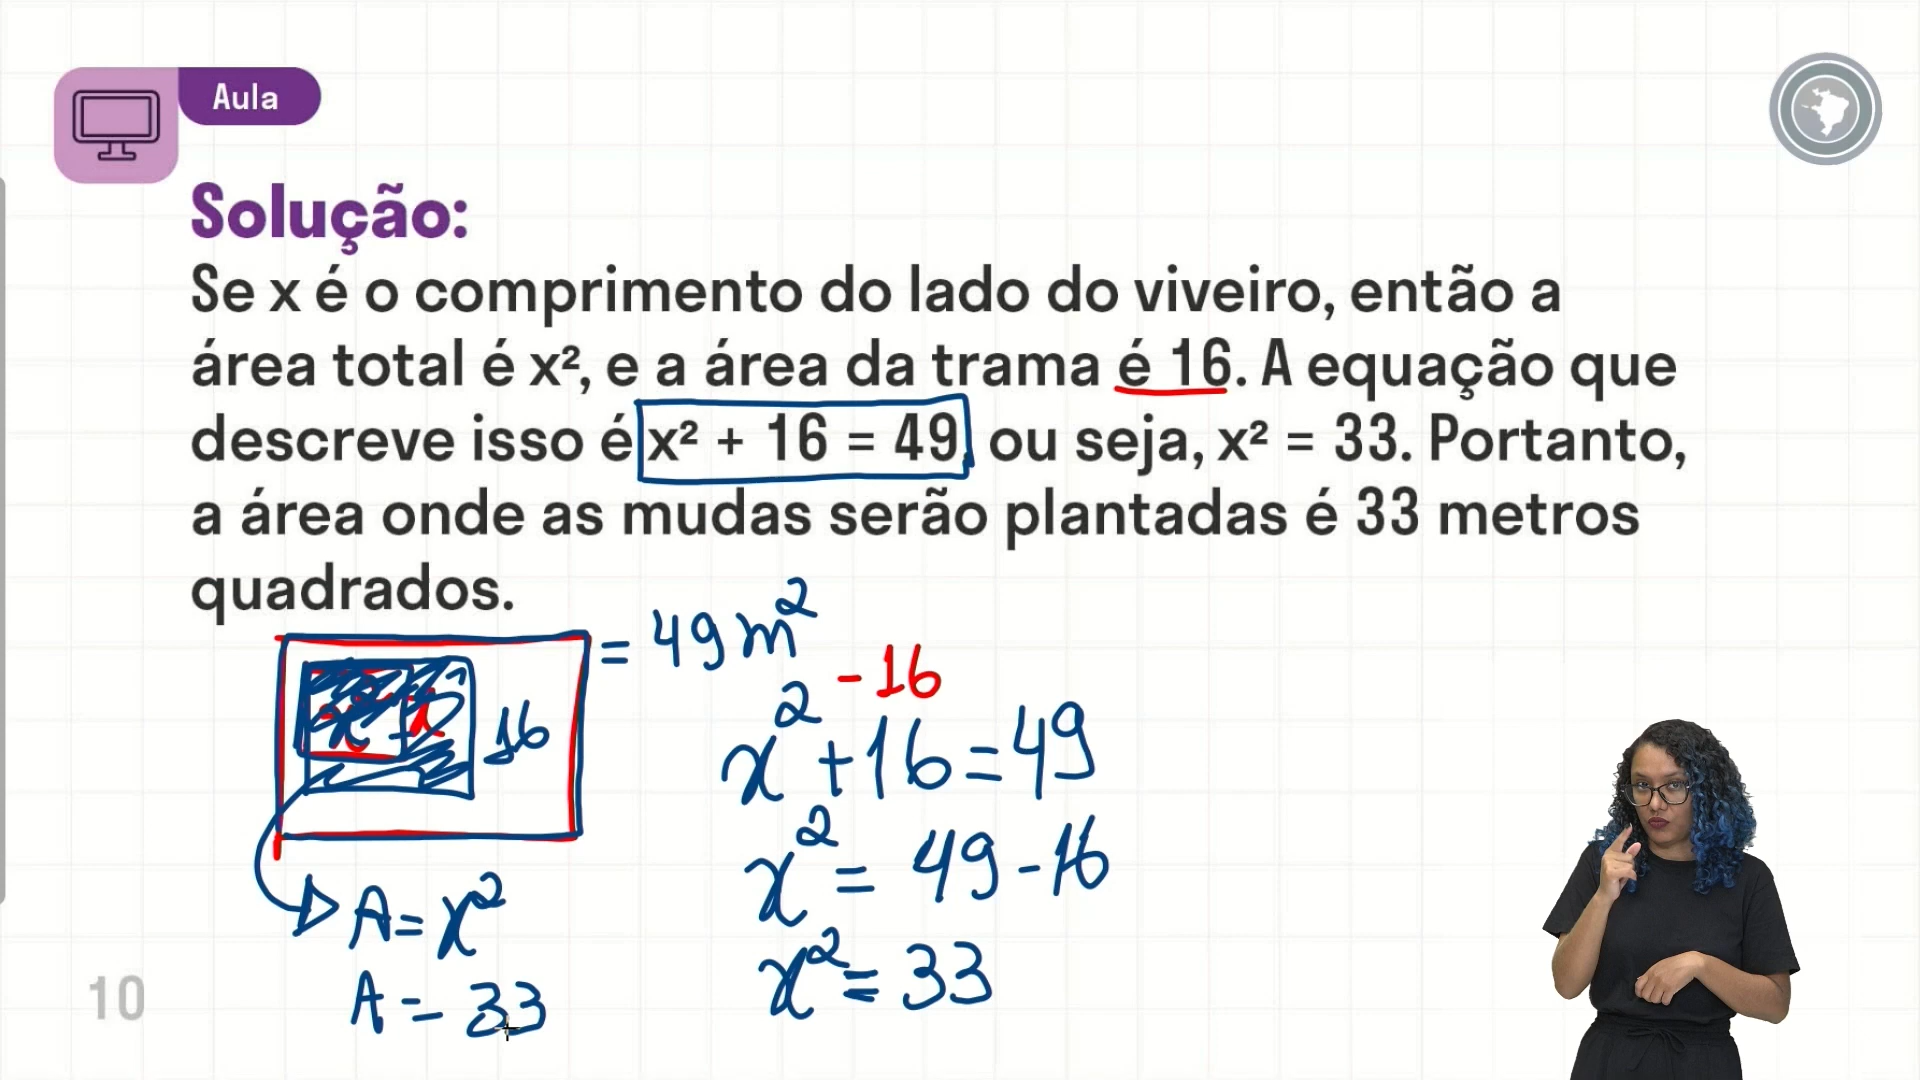 Aula
Solução:
Se x é o comprimento do lado do viveiro, então a
área total é x², e a área da trama é 16. A equação que
descreve isso é x² + 16 = 49, ou seja, x² = 33. Portanto,
a área onde as mudas serão plantadas é 33 metros
quadrados.
= 49 m²
16
-16
x² + 16 = 49
x² = 49 - 16
x² = 33
A = x²
A = 33
10